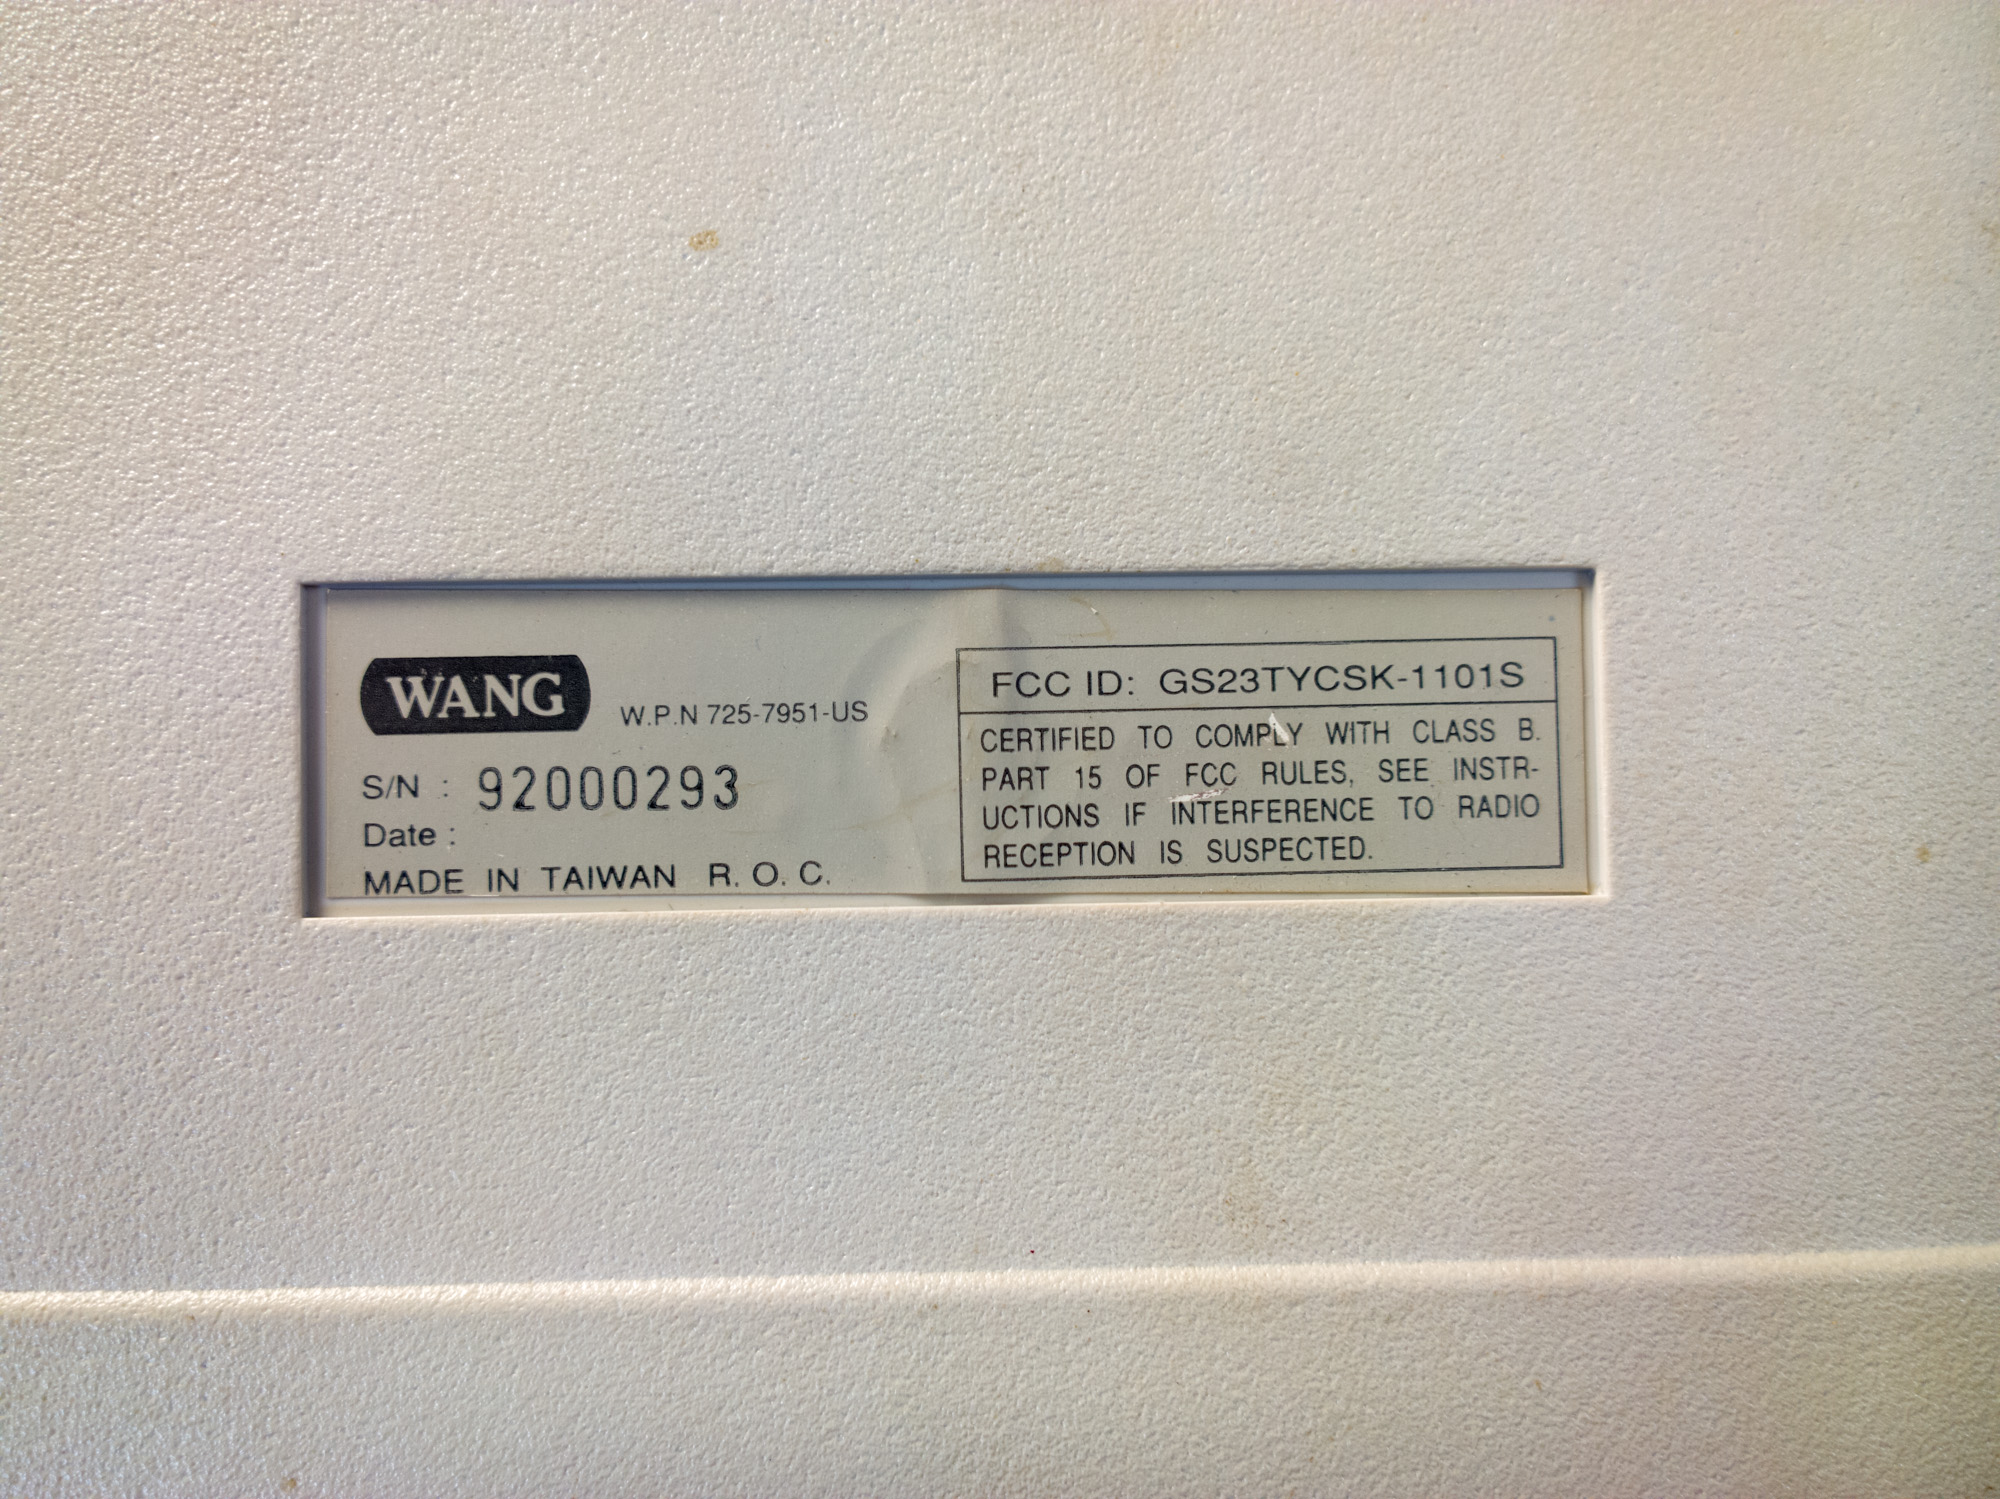 WANG W.P.N 725-7951-US
S/N : 92000293
Date :
MADE IN TAIWAN R. O. C.
FCC ID: GS23TYCSK-1101S
CERTIFIED TO COMPLY WITH CLASS B.
PART 15 OF FCC RULES, SEE INSTR-
UCTIONS IF INTERFERENCE TO RADIO
RECEPTION IS SUSPECTED.